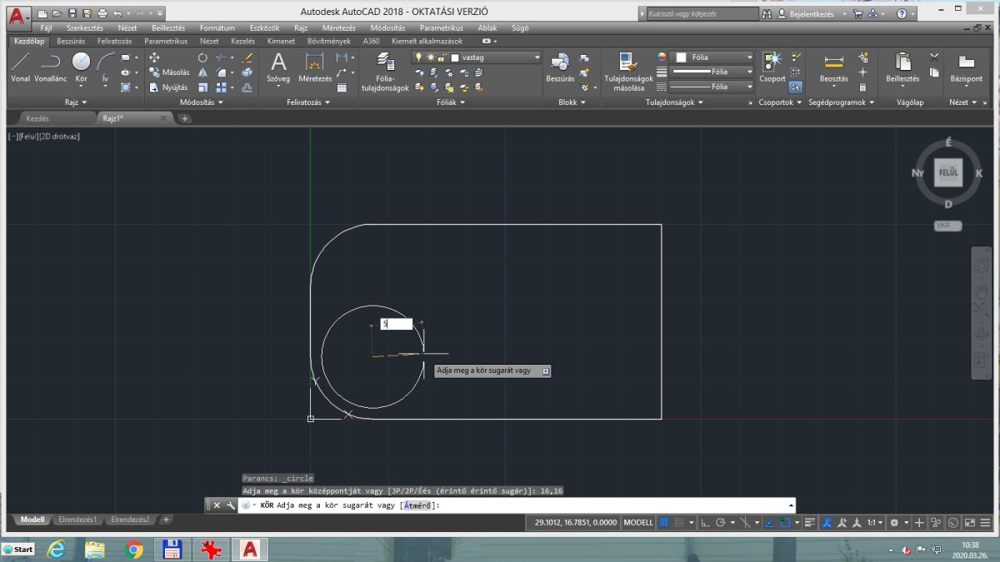 Autodesk AutoCAD 2018 - OKTATÁSI VERZIÓ
Kulcsszó vagy kifejezés
Bejelentkezés
Fájl Szerkesztés Nézet Beillesztés Formátum Eszközök Rajz Méretezés Módosítás Parametrikus Ablak Súgó
Kezdőlap Beszúrás Feliratozás Parametrikus Nézet Kezelés Kimenet Bővítmények A360 Kiemelt alkalmazások
Vonal Vonallánc Kör Ív
Másolás
Nyújtás
Szöveg Méretezés
Fólia-tulajdonságok
vastag
Beszúrás
Tulajdonságok másolása
Fólia
Fólia
Fólia
Csoport Beosztás Beillesztés Bázispont
Rajz Módosítás Feliratozás Fóliák Blokk Tulajdonságok Csoportok Segédprogramok Vágólap Nézet
Kezdés Rajz1*
[−][Felül][2D drótváz]
É
Ny FELÜL K
D
VKR
5
Adja meg a kör sugarát vagy
Parancs: _circle
Adja meg a kör középpontját vagy [3P/2P/Éés (érintő érintő sugár)]: 16,16
KÖR Adja meg a kör sugarát vagy [Átmérő]:
Modell Elrendezés1 Elrendezés2 +
29.1012, 16.7851, 0.0000 MODELL 1:1
Start
10:38
2020.03.26.